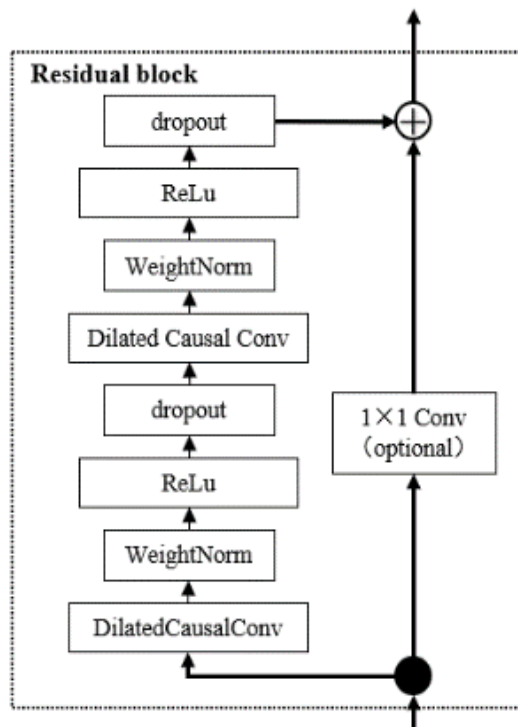 Residual block
dropout
ReLu
WeightNorm
Dilated Causal Conv
dropout
1×1 Conv
（optional）
ReLu
WeightNorm
DilatedCausalConv